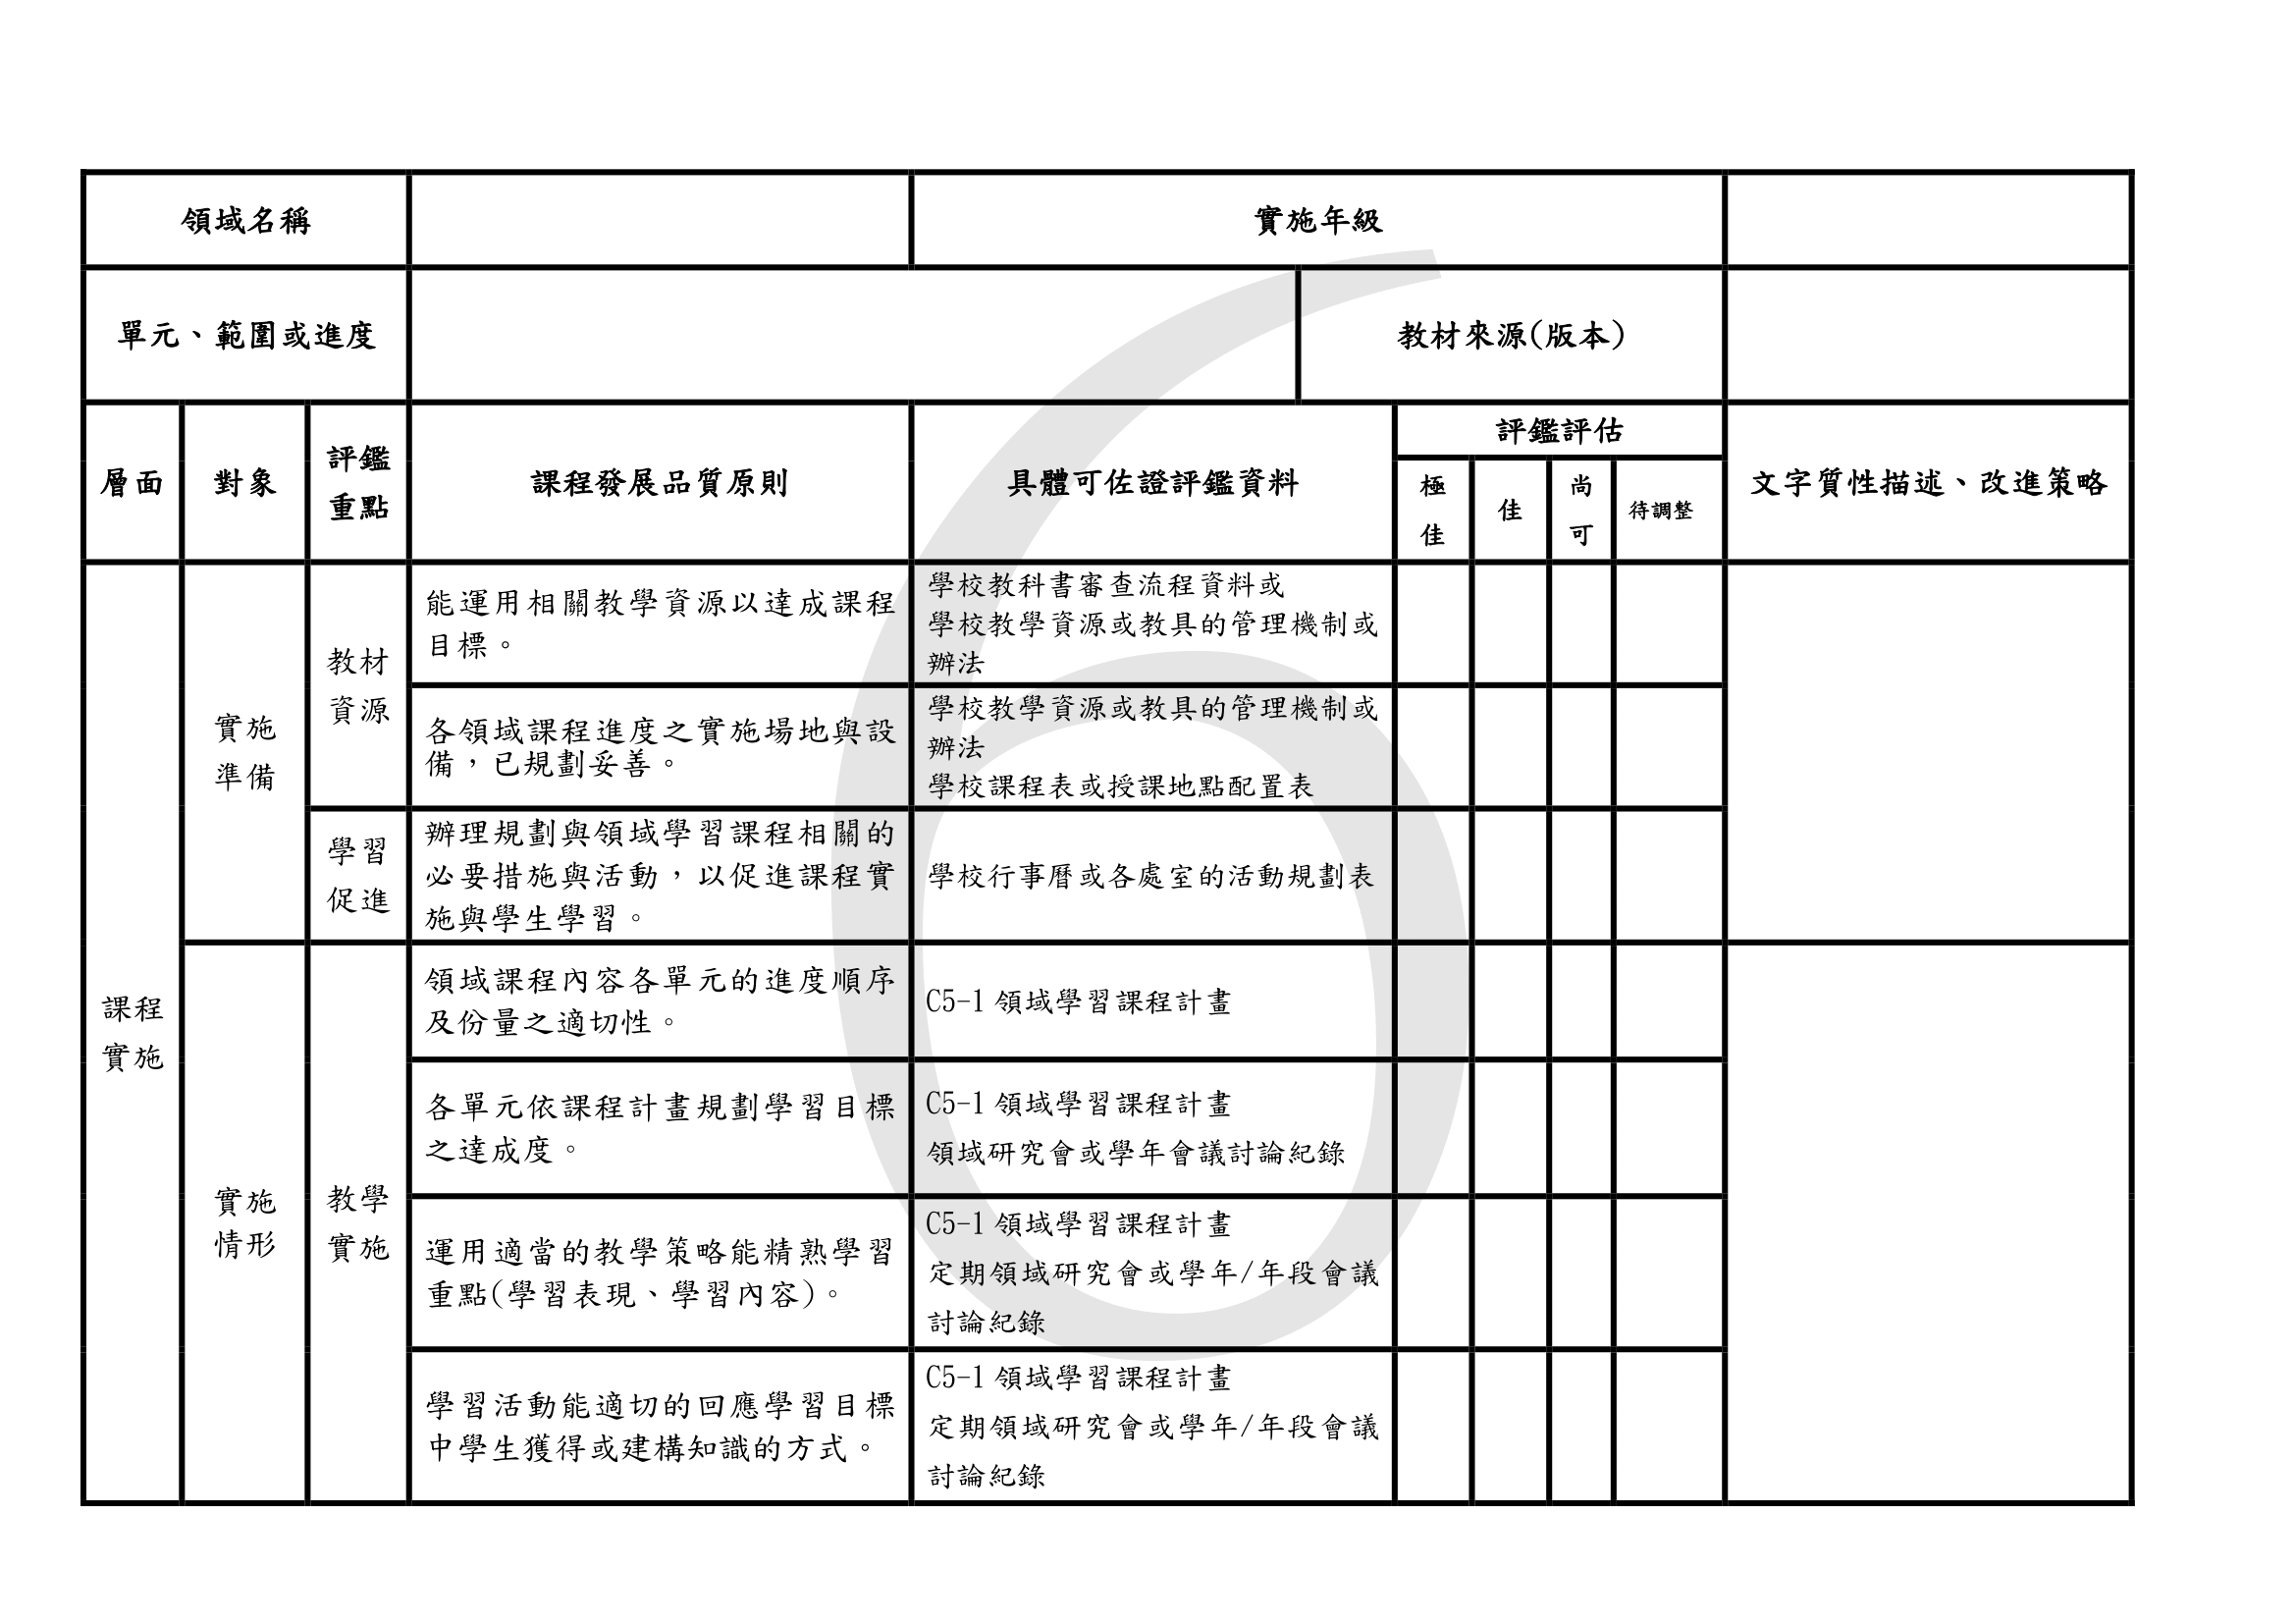 領域名稱
實施年級
單元、範圍或進度
教材來源(版本)
層面
對象
評鑑
重點
課程發展品質原則
具體可佐證評鑑資料
評鑑評估
極
佳
佳
尚
可
待調整
文字質性描述、改進策略
課程
實施
實施
準備
教材
資源
能運用相關教學資源以達成課程
目標。
學校教科書審查流程資料或
學校教學資源或教具的管理機制或
辦法
各領域課程進度之實施場地與設
備，已規劃妥善。
學校教學資源或教具的管理機制或
辦法
學校課程表或授課地點配置表
學習
促進
辦理規劃與領域學習課程相關的
必要措施與活動，以促進課程實
施與學生學習。
學校行事曆或各處室的活動規劃表
實施
情形
教學
實施
領域課程內容各單元的進度順序
及份量之適切性。
C5-1 領域學習課程計畫
各單元依課程計畫規劃學習目標
之達成度。
C5-1 領域學習課程計畫
領域研究會或學年會議討論紀錄
運用適當的教學策略能精熟學習
重點(學習表現、學習內容)。
C5-1 領域學習課程計畫
定期領域研究會或學年/年段會議
討論紀錄
學習活動能適切的回應學習目標
中學生獲得或建構知識的方式。
C5-1 領域學習課程計畫
定期領域研究會或學年/年段會議
討論紀錄
6